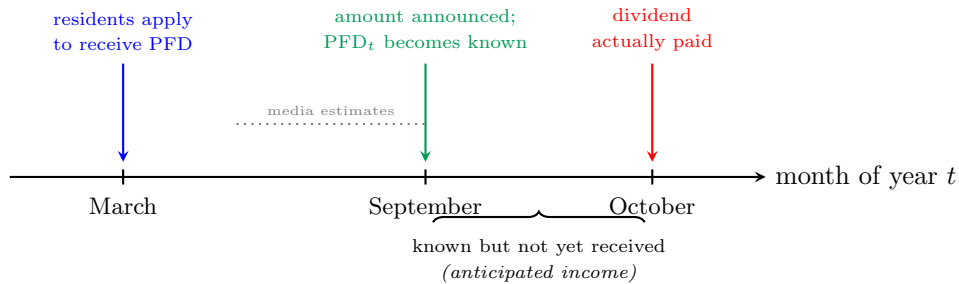 residents apply
to receive PFD
amount announced;
PFDₜ becomes known
dividend
actually paid
media estimates
month of year t
March
September
October
known but not yet received
(anticipated income)